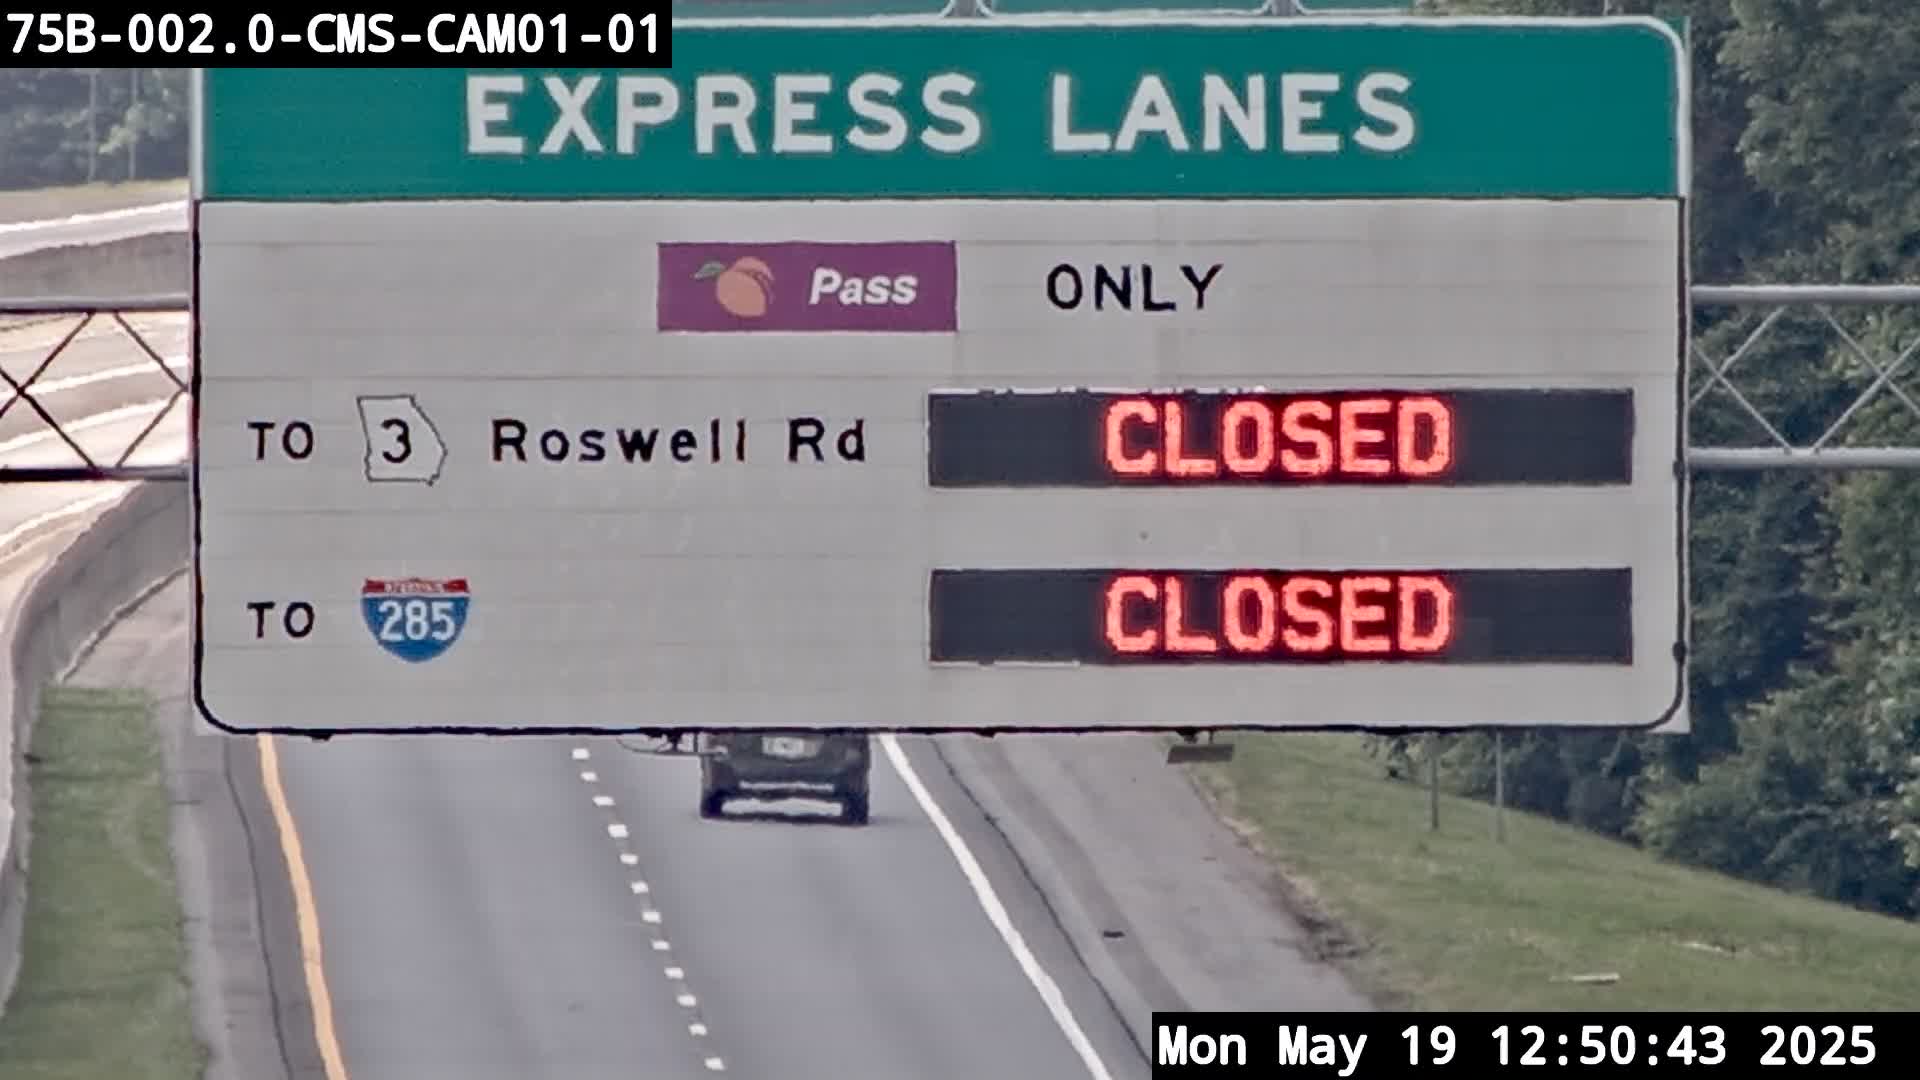 75B-002.0-CMS-CAM01-01
EXPRESS LANES
Pass ONLY
TO 3 Roswell Rd CLOSED
TO 285 CLOSED
Mon May 19 12:50:43 2025